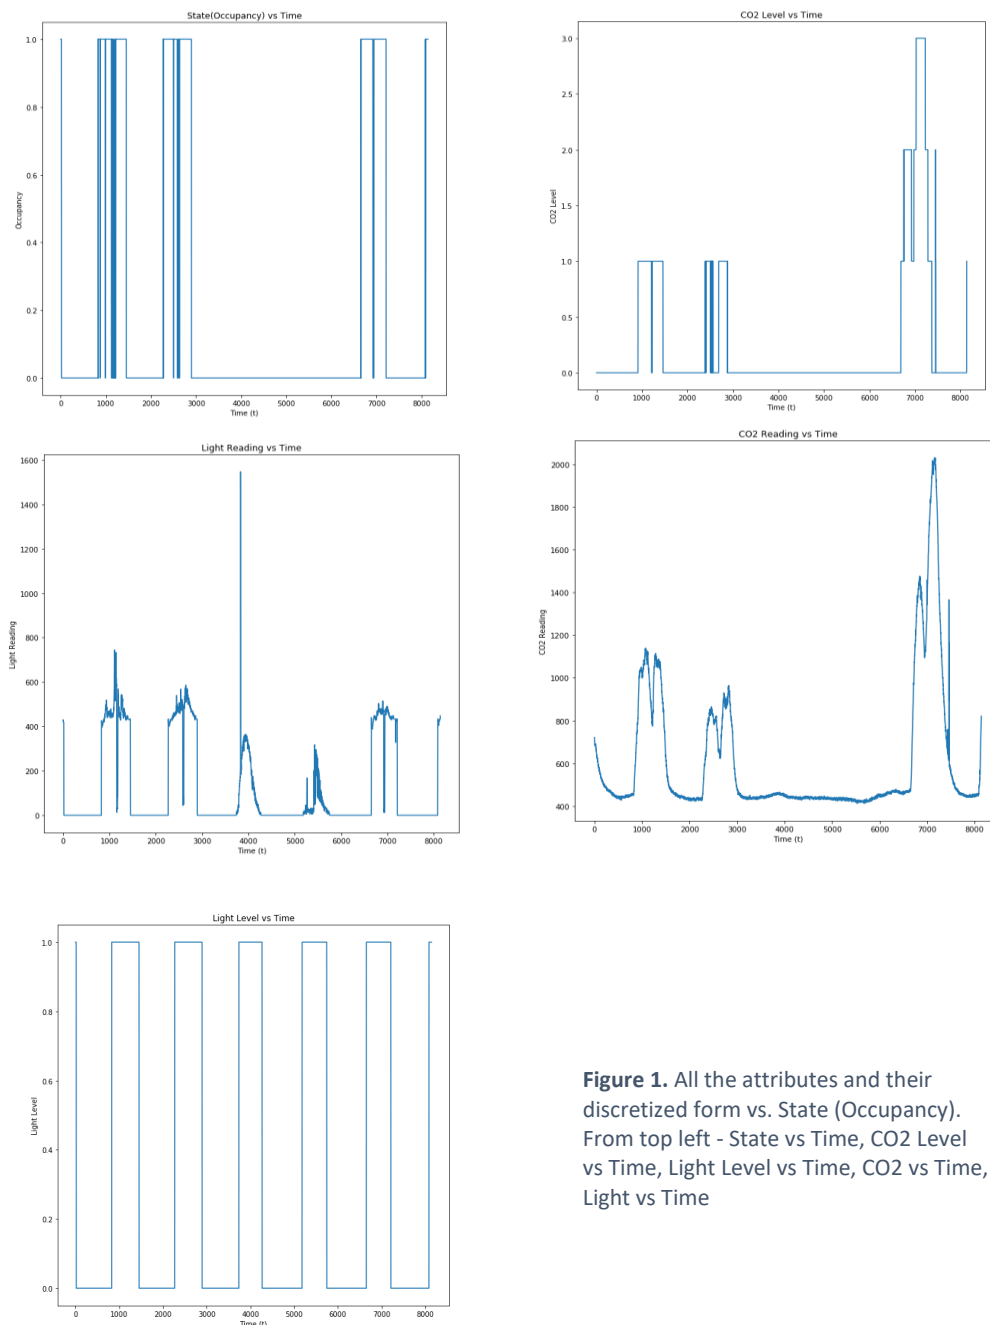 State(Occupancy) vs Time
1.0
0.8
0.6
0.4
0.2
0.0
Occupancy
0 1000 2000 3000 4000 5000 6000 7000 8000
Time (t)
CO2 Level vs Time
3.0
2.5
2.0
1.5
1.0
0.5
0.0
CO2 Level
0 1000 2000 3000 4000 5000 6000 7000 8000
Time (t)
Light Reading vs Time
1600
1400
1200
1000
800
600
400
200
0
Light Reading
0 1000 2000 3000 4000 5000 6000 7000 8000
Time (t)
CO2 Reading vs Time
2000
1800
1600
1400
1200
1000
800
600
400
CO2 Reading
0 1000 2000 3000 4000 5000 6000 7000 8000
Time (t)
Light Level vs Time
1.0
0.8
0.6
0.4
0.2
0.0
Light Level
0 1000 2000 3000 4000 5000 6000 7000 8000
Time (t)
Figure 1. All the attributes and their
discretized form vs. State (Occupancy).
From top left - State vs Time, CO2 Level
vs Time, Light Level vs Time, CO2 vs Time,
Light vs Time